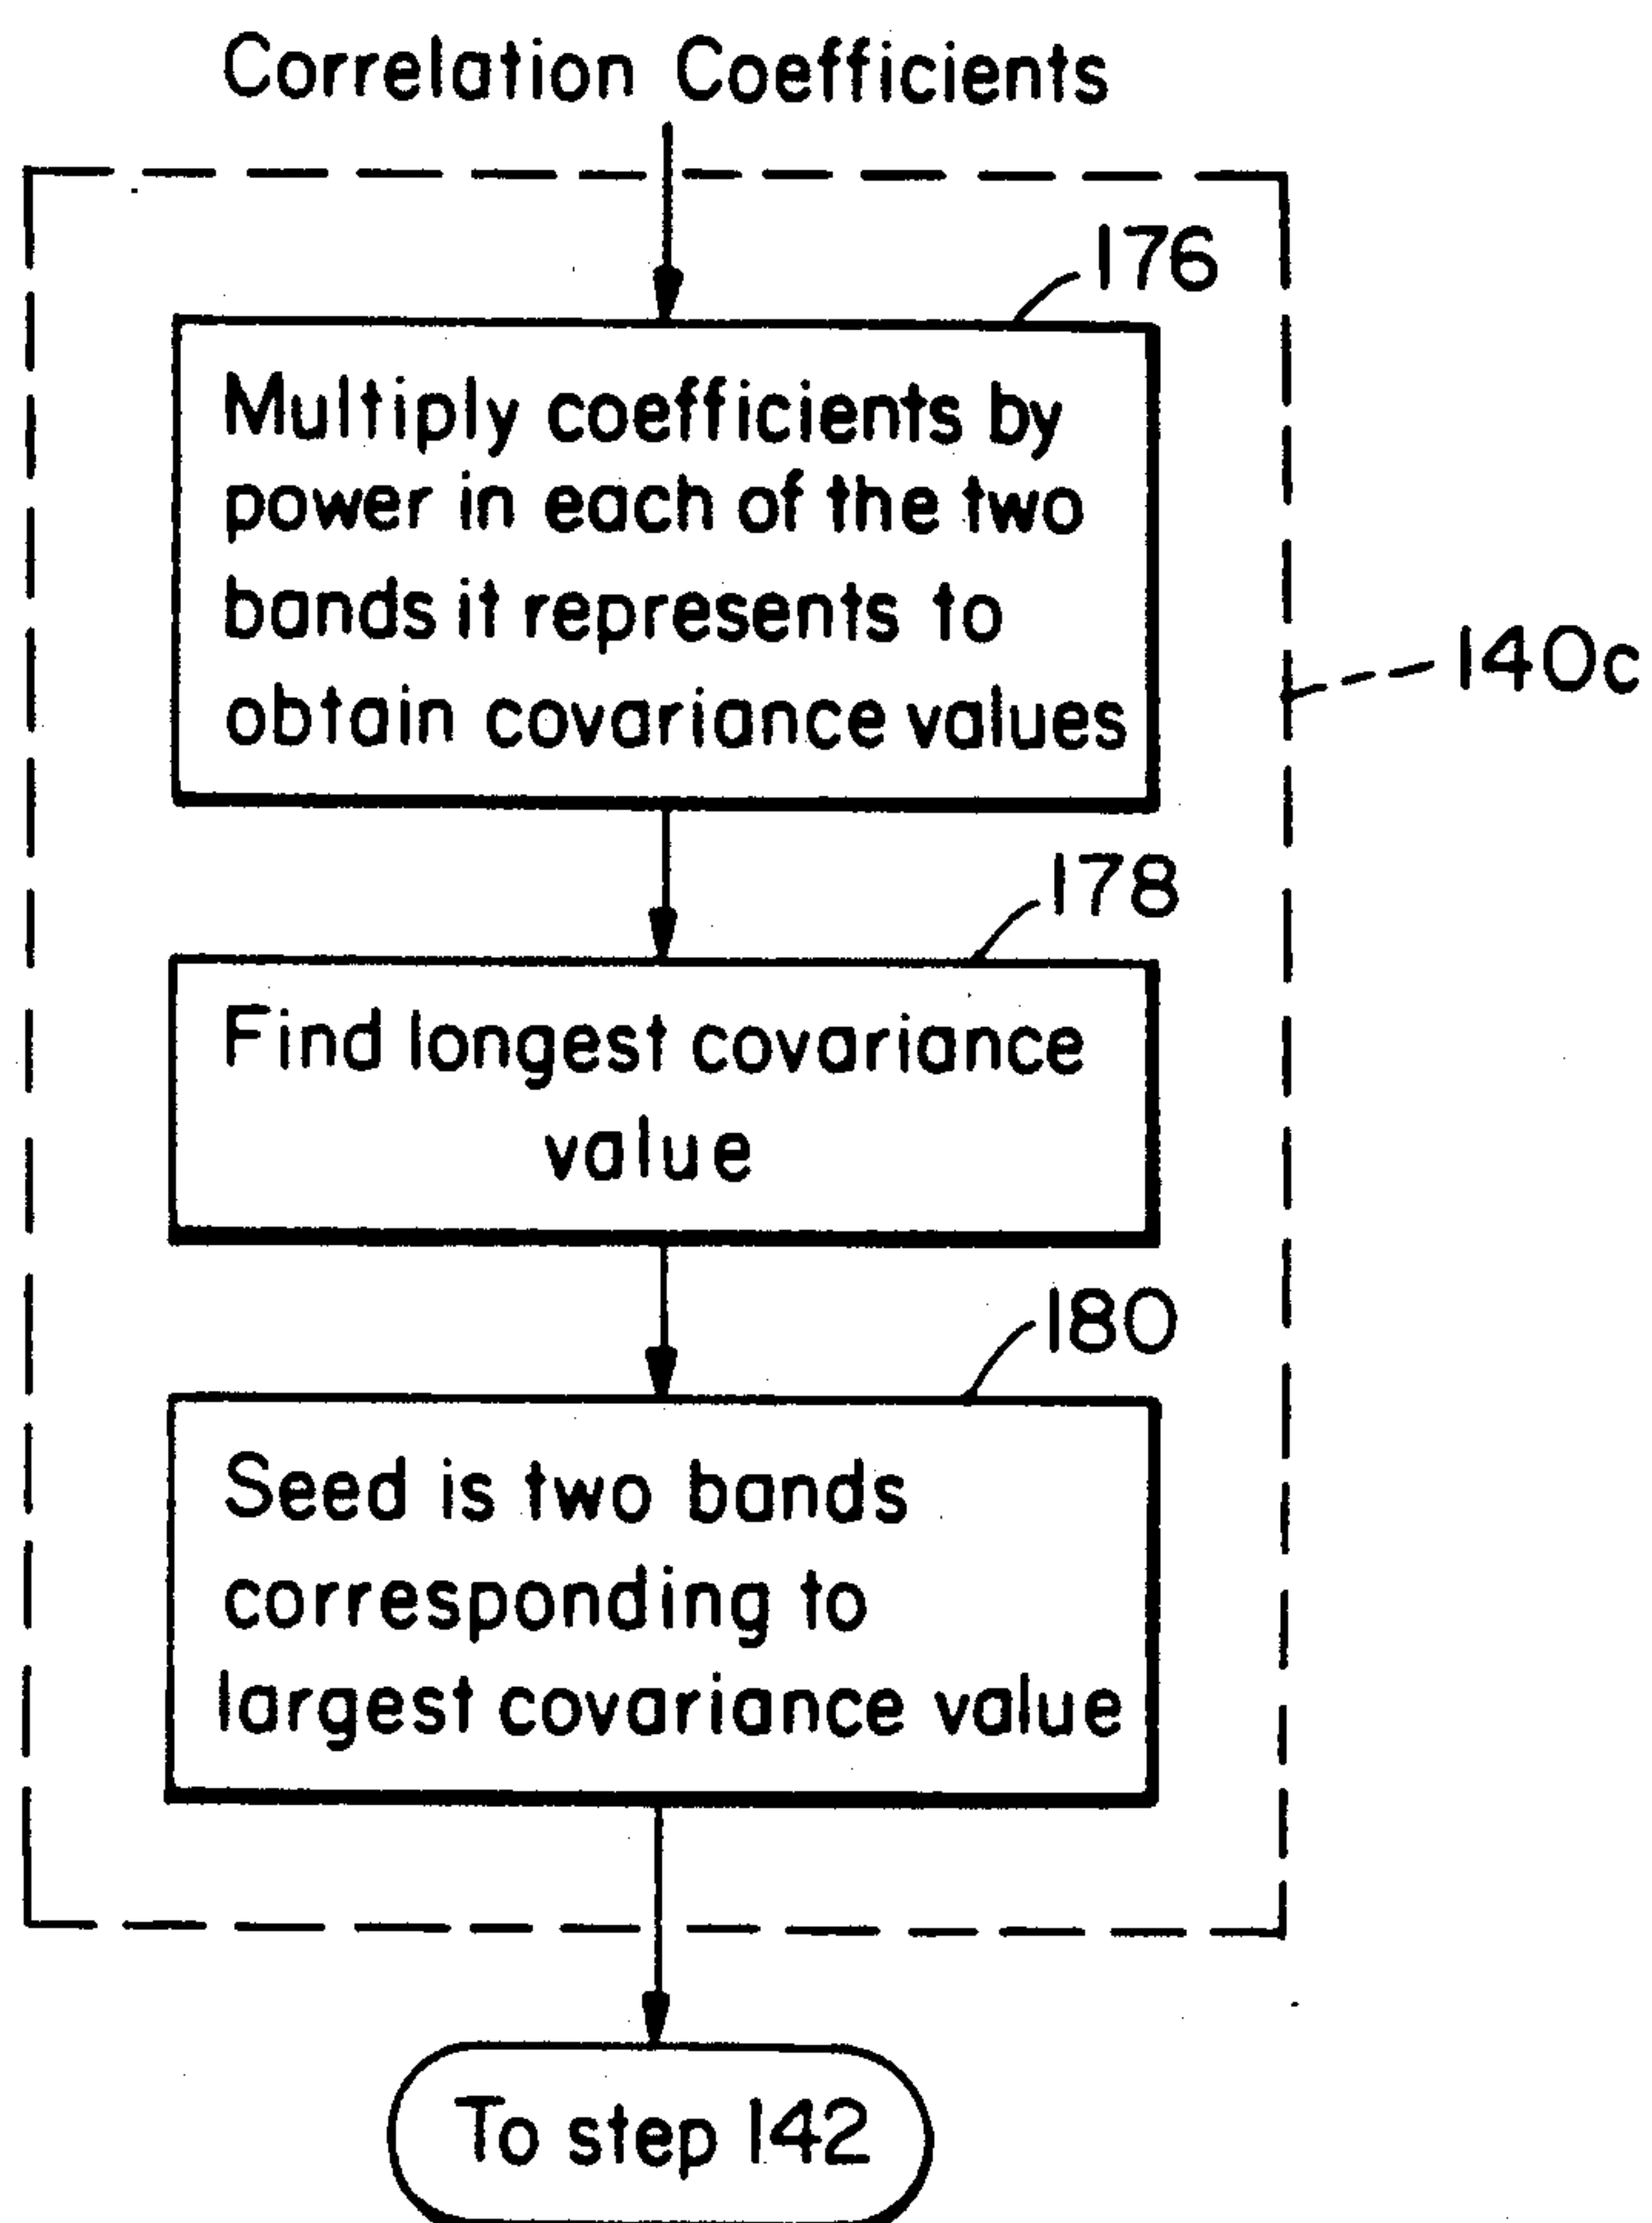 Correlation Coefficients
176
Multiply coefficients by
power in each of the two
bands it represents to
obtain covariance values
140c
178
Find longest covariance
value
180
Seed is two bands
corresponding to
largest covariance value
To step 142